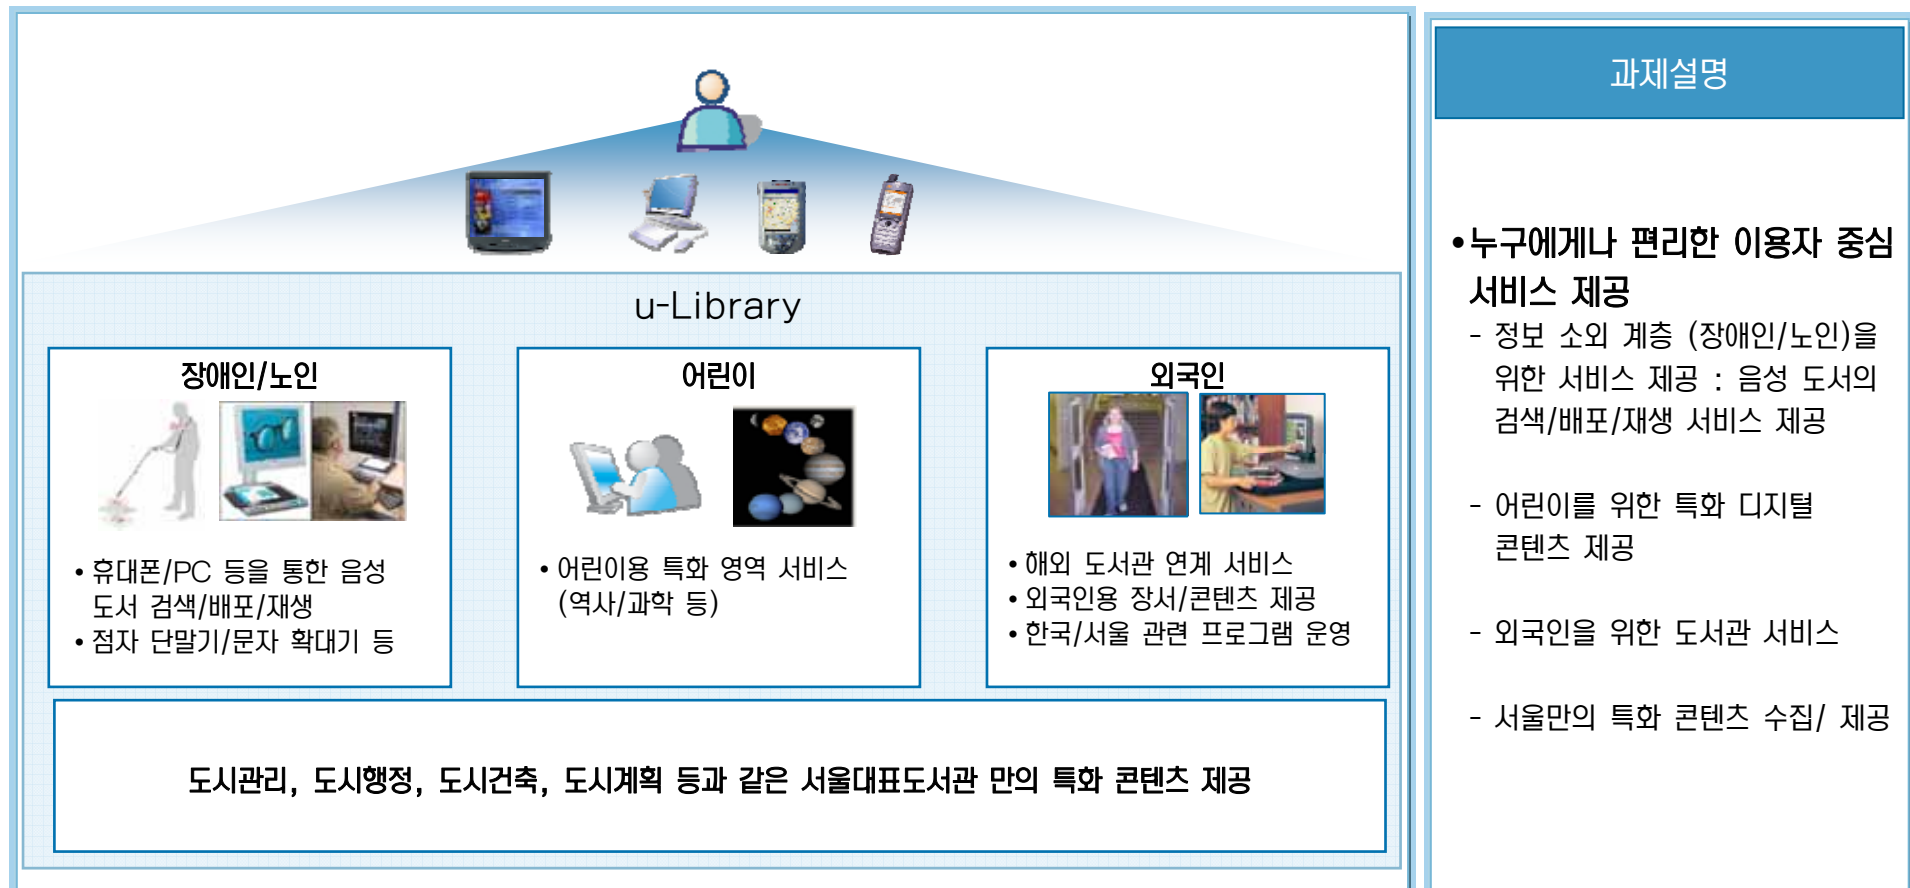 u-Library
장애인/노인
• 휴대폰/PC 등을 통한 음성
도서 검색/배포/재생
• 점자 단말기/문자 확대기 등
어린이
• 어린이용 특화 영역 서비스
(역사/과학 등)
외국인
• 해외 도서관 연계 서비스
• 외국인용 장서/콘텐츠 제공
• 한국/서울 관련 프로그램 운영
도시관리, 도시행정, 도시건축, 도시계획 등과 같은 서울대표도서관 만의 특화 콘텐츠 제공
과제설명
• 누구에게나 편리한 이용자 중심
서비스 제공
- 정보 소외 계층 (장애인/노인)을
위한 서비스 제공 : 음성 도서의
검색/배포/재생 서비스 제공
- 어린이를 위한 특화 디지털
콘텐츠 제공
- 외국인을 위한 도서관 서비스
- 서울만의 특화 콘텐츠 수집/ 제공